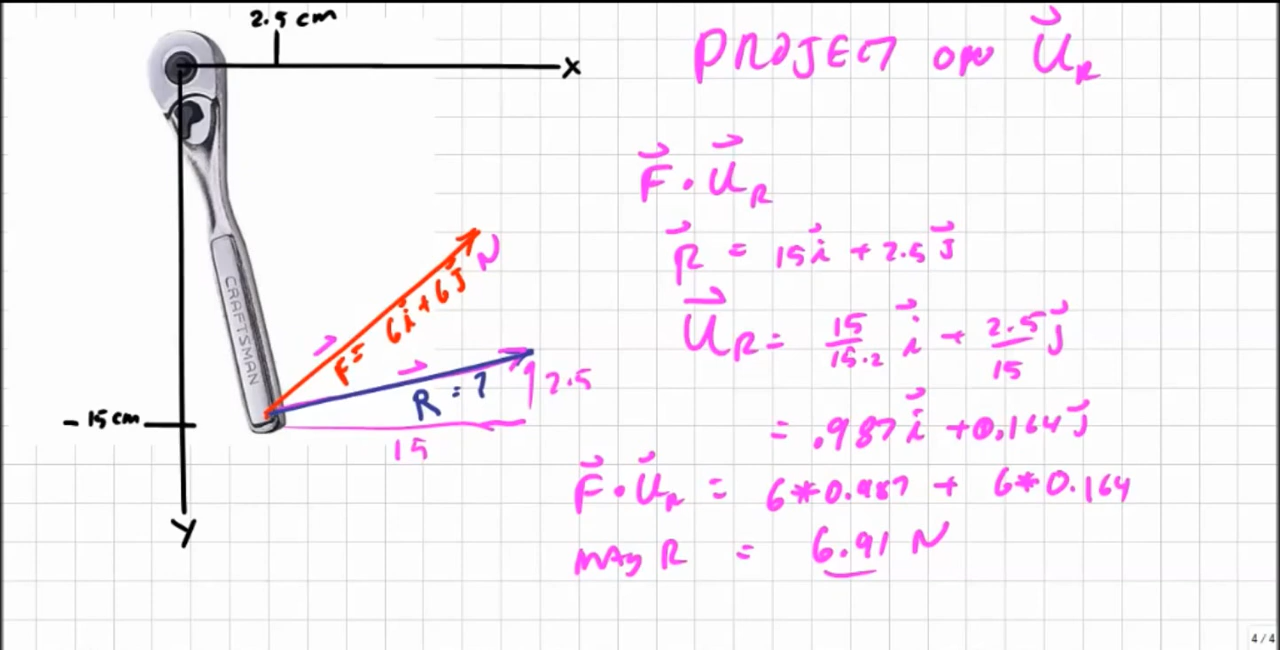 2.5 cm
X
CRAFTSMAN
F = 6i + 6j N
R = ?
2.5
15
- 15 cm
Y
PROJECT ON U_R
F · U_R
R = 15i + 2.5j
U_R = 15/15.2 i + 2.5/15 j
= .987i + 0.164j
F · U_R = 6*0.987 + 6*0.164
mAg R = 6.91 N
4 / 4